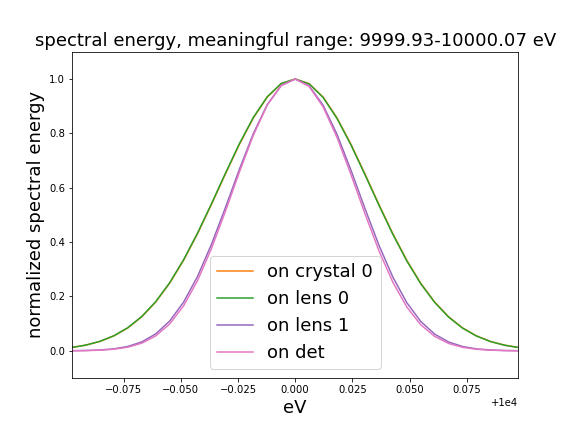 spectral energy, meaningful range: 9999.93-10000.07 eV
normalized spectral energy
1.0
0.8
0.6
0.4
0.2
0.0
on crystal 0
on lens 0
on lens 1
on det
−0.075 −0.050 −0.025 0.000 0.025 0.050 0.075
+1e4
eV